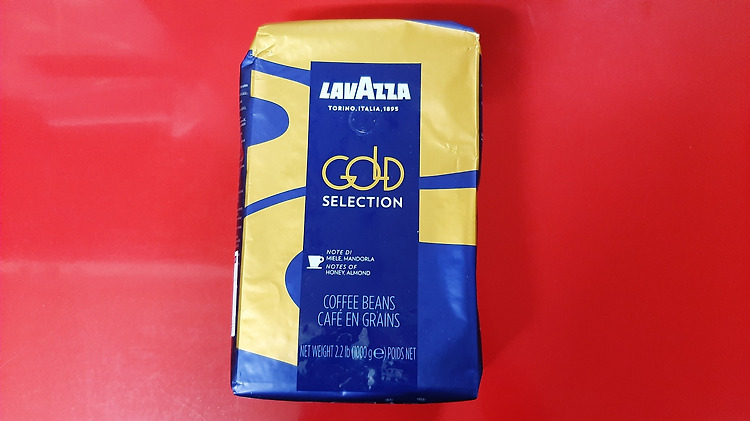 LAVAZZA
TORINO, ITALIA, 1895
GOLD
SELECTION
NOTE DI
MIELE, MANDORLA
NOTES OF
HONEY, ALMOND
COFFEE BEANS
CAFÉ EN GRAINS
NET WEIGHT 2.2 lb (1000 g ℮) POIDS NET